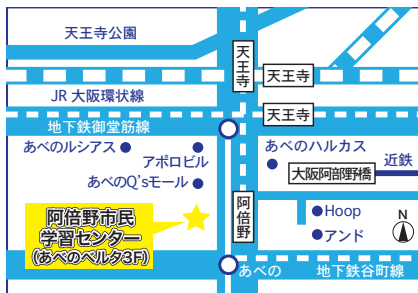 天王寺公園
天王寺
天王寺
JR大阪環状線
天王寺
地下鉄御堂筋線
あべのルシアス
アポロビル
あべのハルカス
近鉄
大阪阿部野橋
あべのQ'sモール
阿倍野
阿倍野市民
学習センター
(あべのベルタ3F)
Hoop
アンド
N
あべの
地下鉄谷町線